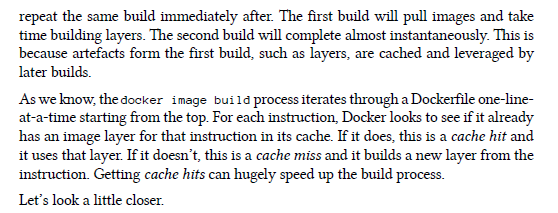 repeat the same build immediately after. The first build will pull images and take
time building layers. The second build will complete almost instantaneously. This is
because artefacts form the first build, such as layers, are cached and leveraged by
later builds.
As we know, the docker image build process iterates through a Dockerfile one-line-
at-a-time starting from the top. For each instruction, Docker looks to see if it already
has an image layer for that instruction in its cache. If it does, this is a cache hit and
it uses that layer. If it doesn't, this is a cache miss and it builds a new layer from the
instruction. Getting cache hits can hugely speed up the build process.
Let's look a little closer.